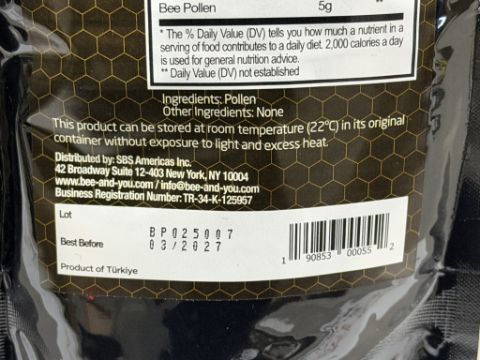 Bee Pollen 5g **
* The % Daily Value (DV) tells you how much a nutrient in a
serving of food contributes to a daily diet. 2,000 calories a day
is used for general nutrition advice.
** Daily Value (DV) not established
Ingredients: Pollen
Other Ingredients: None
This product can be stored at room temperature (22°C) in its original
container without exposure to light and excess heat.
Distributed by: SBS Americas Inc.
42 Broadway Suite 12-403 New York, NY 10004
www.bee-and-you.com / info@bee-and-you.com
Business Registration Number: TR-34-K-125957
Lot BP025007
Best Before 03/2027
Product of Türkiye
1 90853 00055 2